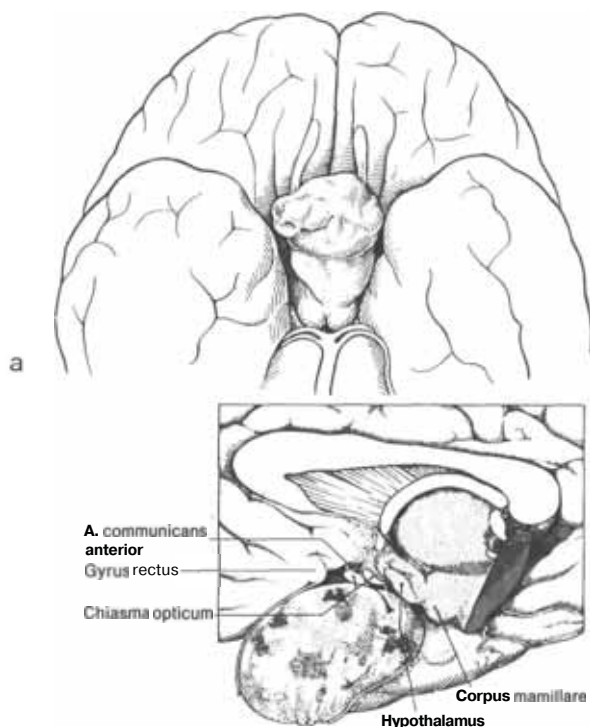 a
A. communicans
anterior
Gyrus rectus
Chiasma opticum
Corpus mamillare
Hypothalamus